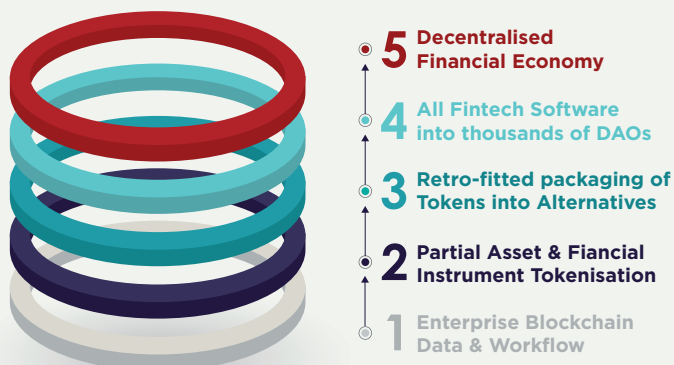 5 Decentralised
Financial Economy
4 All Fintech Software
into thousands of DAOs
3 Retro-fitted packaging of
Tokens into Alternatives
2 Partial Asset & Fiancial
Instrument Tokenisation
1 Enterprise Blockchain
Data & Workflow